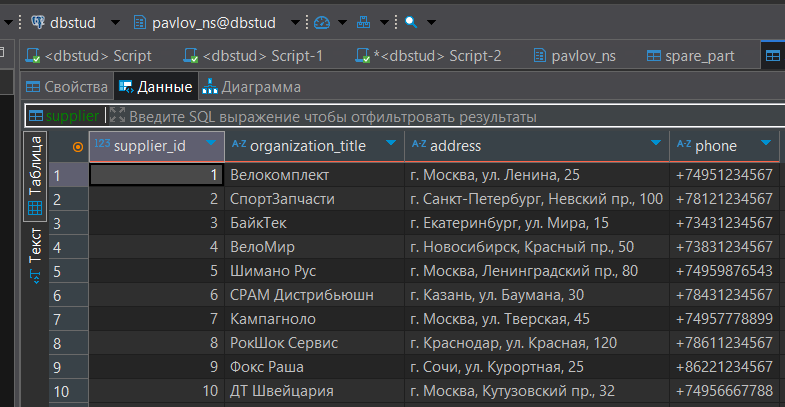 dbstud pavlov_ns@dbstud
<dbstud> Script <dbstud> Script-1 *<dbstud> Script-2 pavlov_ns spare_part
Свойства Данные Диаграмма
supplier Введите SQL выражение чтобы отфильтровать результаты
Таблица
Текст
123 supplier_id A-Z organization_title A-Z address A-Z phone
1 1 Велокомплект г. Москва, ул. Ленина, 25 +74951234567
2 2 СпортЗапчасти г. Санкт-Петербург, Невский пр., 100 +78121234567
3 3 БайкТек г. Екатеринбург, ул. Мира, 15 +73431234567
4 4 ВелоМир г. Новосибирск, Красный пр., 50 +73831234567
5 5 Шимано Рус г. Москва, Ленинградский пр., 80 +74959876543
6 6 СРАМ Дистрибьюшн г. Казань, ул. Баумана, 30 +78431234567
7 7 Кампагноло г. Москва, ул. Тверская, 45 +74957778899
8 8 РокШок Сервис г. Краснодар, ул. Красная, 120 +78611234567
9 9 Фокс Раша г. Сочи, ул. Курортная, 25 +86221234567
10 10 ДТ Швейцария г. Москва, Кутузовский пр., 32 +74956667788